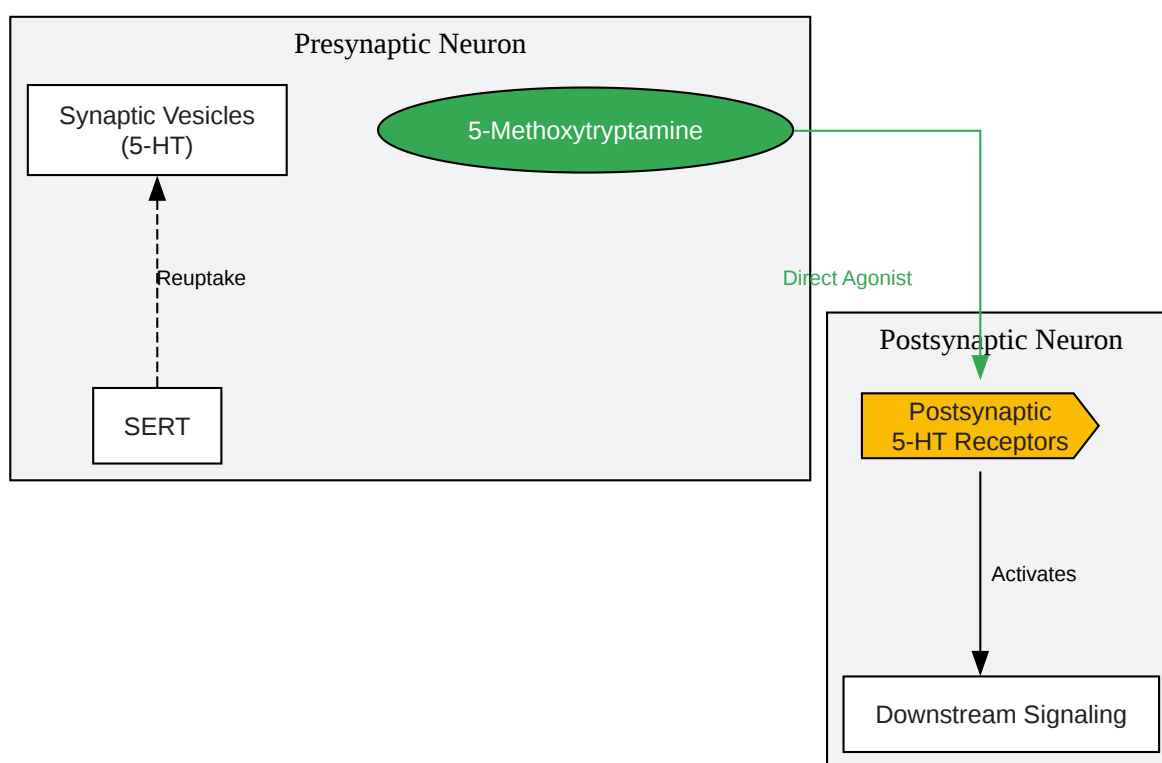 Presynaptic Neuron
Synaptic Vesicles
(5-HT)
5-Methoxytryptamine
Reuptake
Direct Agonist
SERT
Postsynaptic Neuron
Postsynaptic
5-HT Receptors
Activates
Downstream Signaling